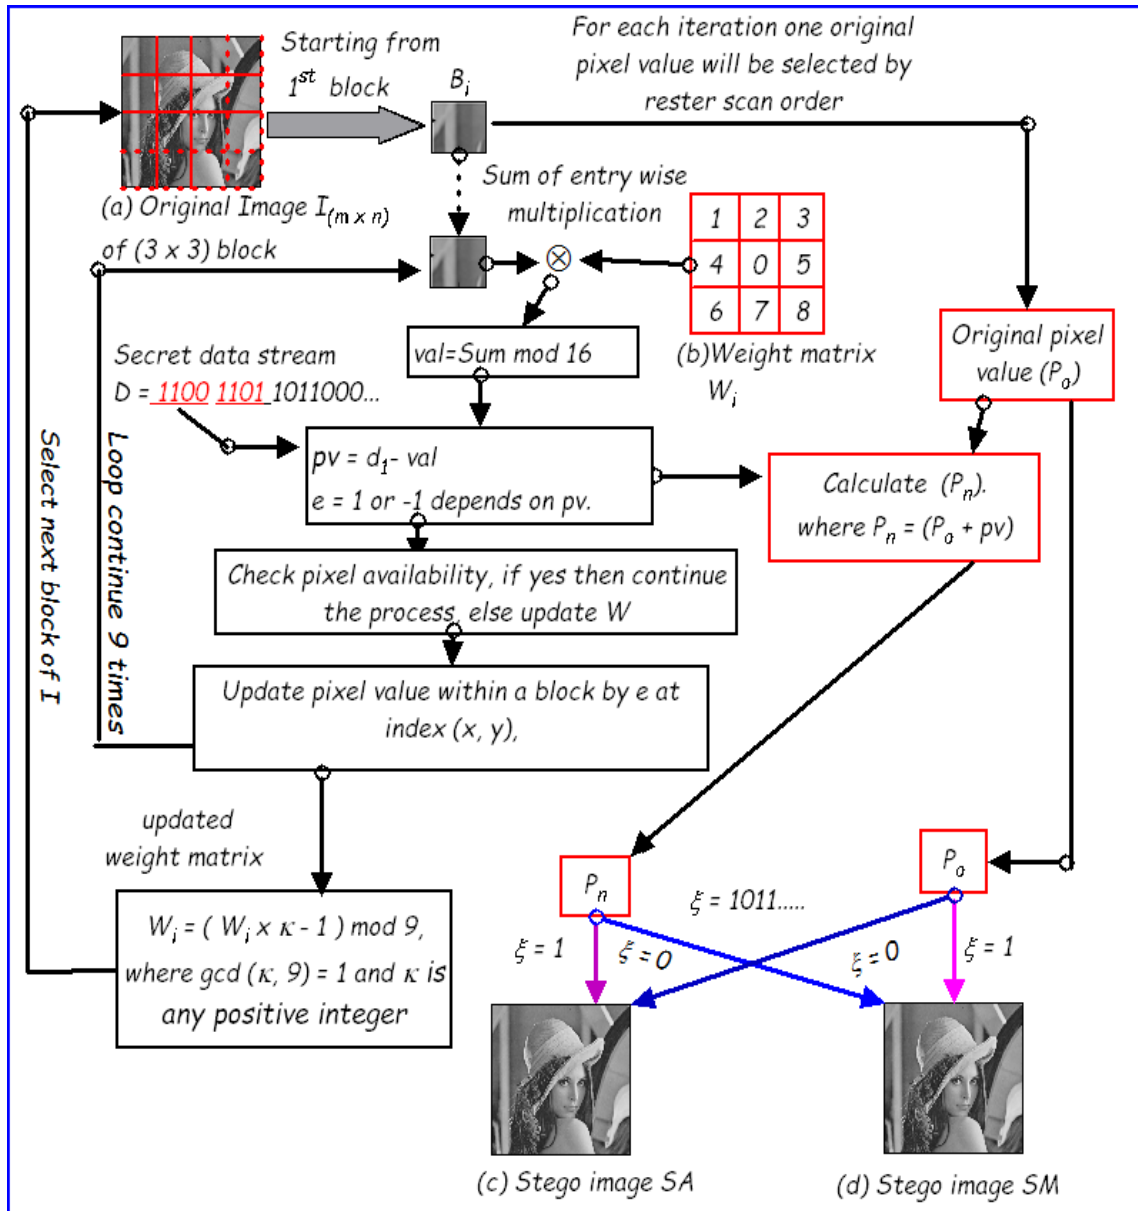 For each iteration one original
pixel value will be selected by
rester scan order
Starting from
1st block
Bi
(a) Original Image I(m x n)
of (3 x 3) block
Sum of entry wise
multiplication
⊗
1 2 3
4 0 5
6 7 8
(b)Weight matrix
Wi
val=Sum mod 16
Original pixel
value (Po)
Secret data stream
D = 1100 1101 1011000...
pv = d1- val
e = 1 or -1 depends on pv.
Calculate (Pn).
where Pn = (Po + pv)
Check pixel availability, if yes then continue
the process, else update W
Update pixel value within a block by e at
index (x, y),
Loop continue 9 times
Select next block of I
updated
weight matrix
Wi = ( Wi x κ - 1 ) mod 9,
where gcd (κ, 9) = 1 and κ is
any positive integer
Pn
Po
ξ = 1011.....
ξ = 1
ξ = 0
ξ = 0
ξ = 1
(c) Stego image SA
(d) Stego image SM